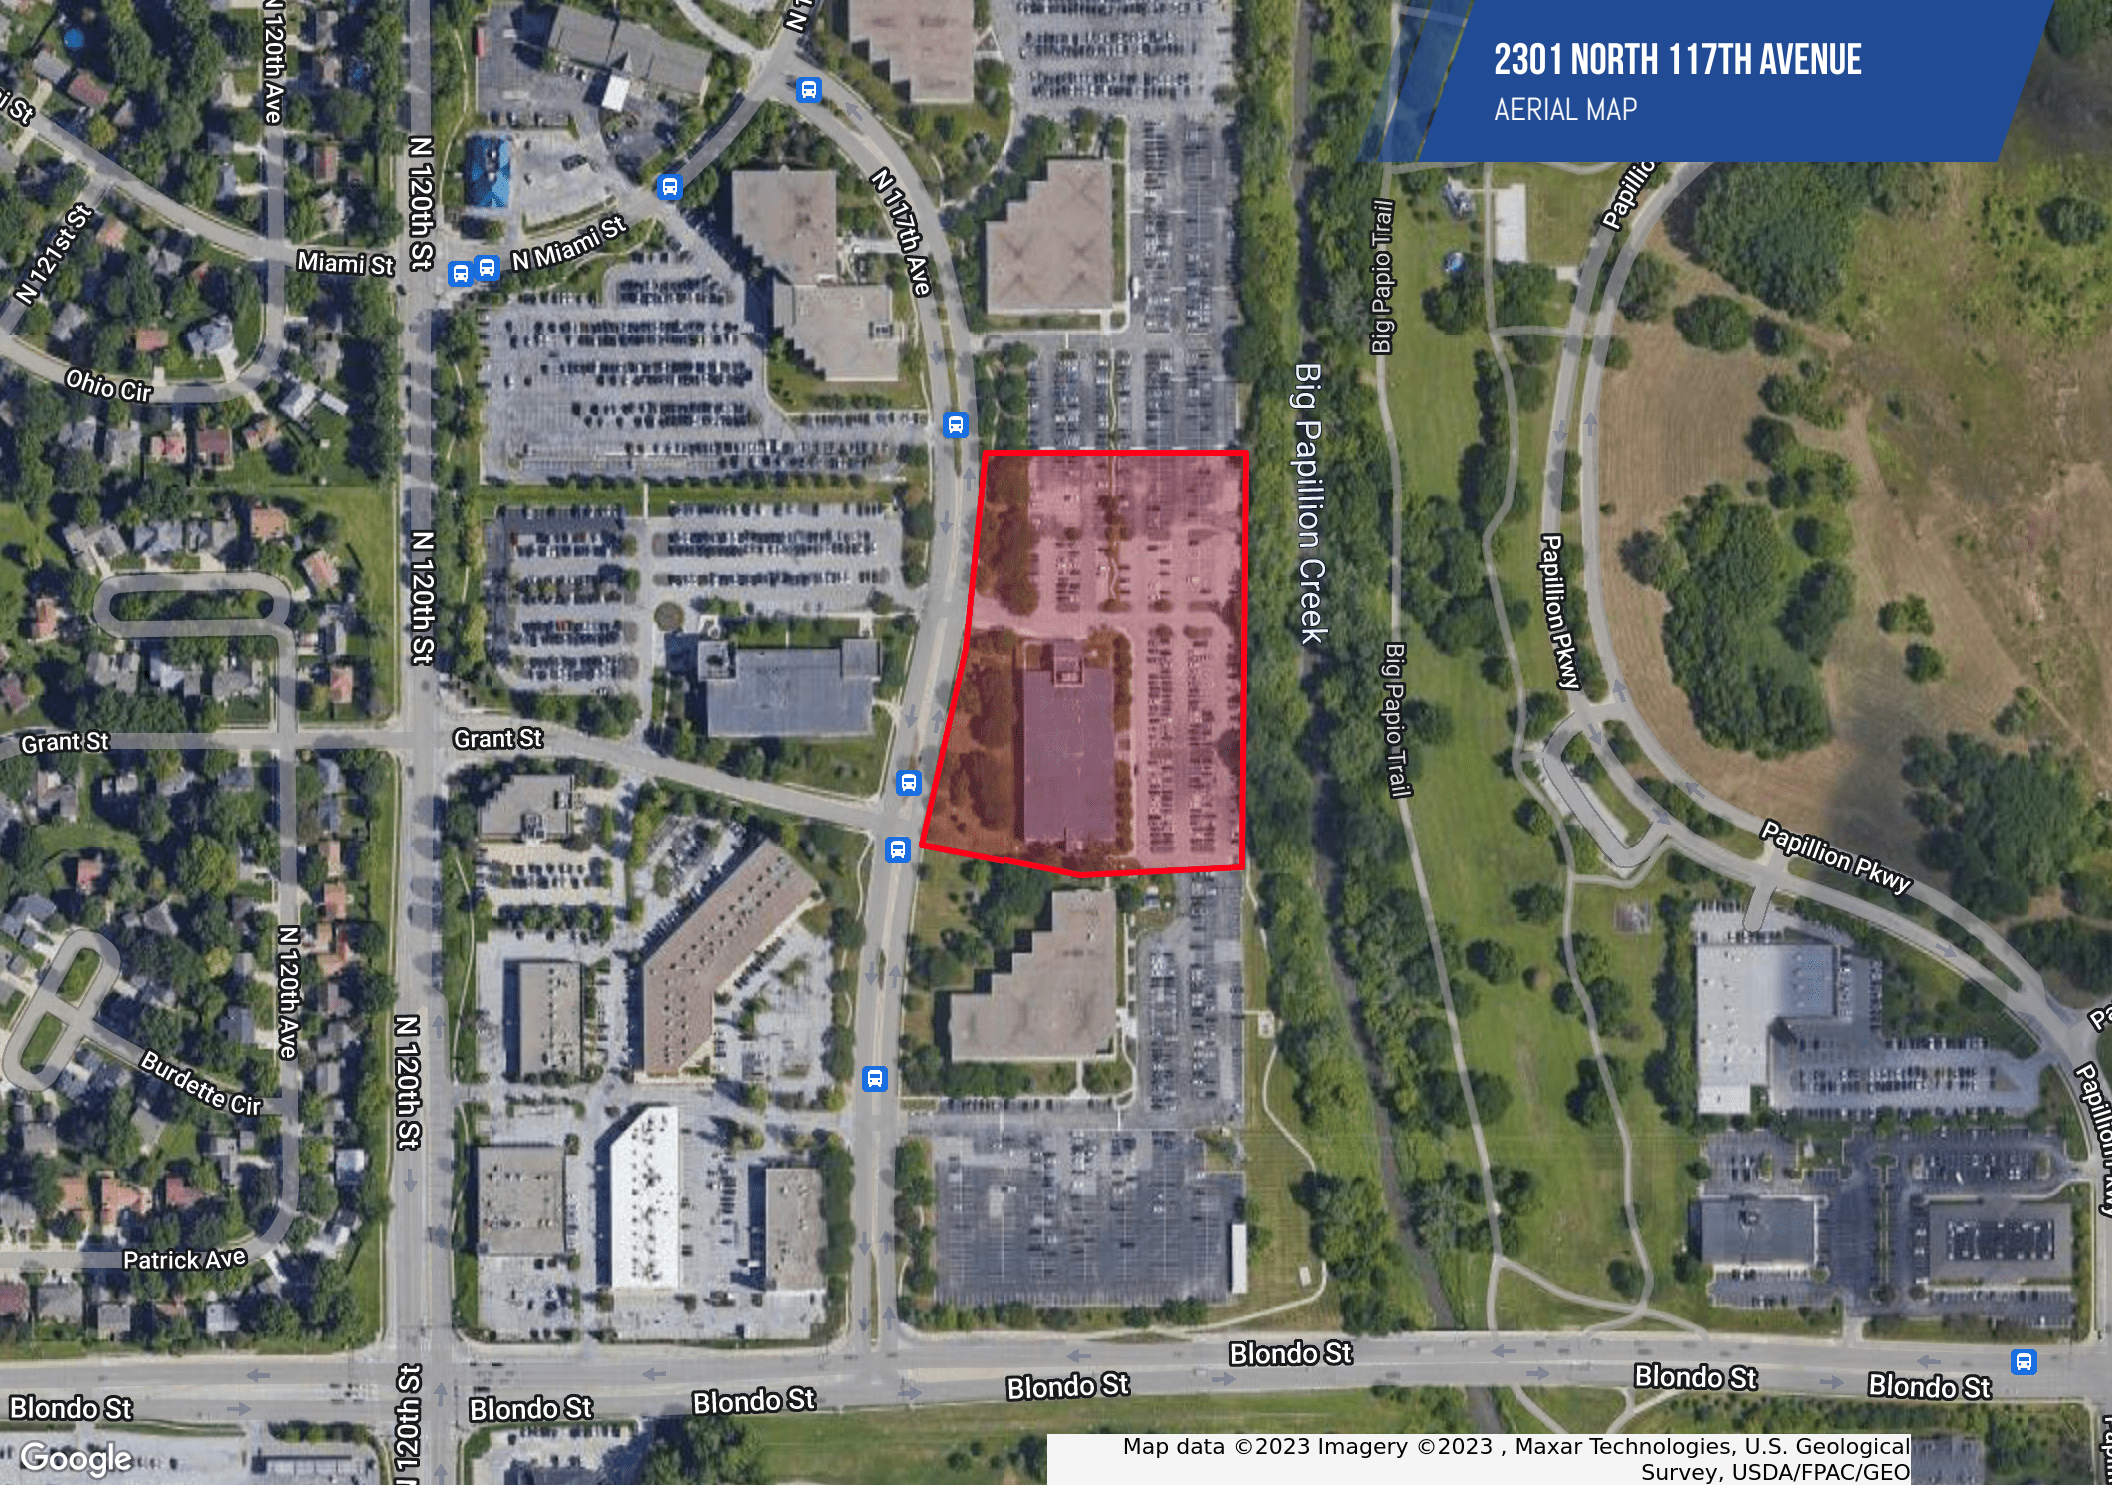 2301 NORTH 117TH AVENUE
AERIAL MAP
N 120th Ave
N 120th St
N 121st St
Miami St
N Miami St
N 117th Ave
Ohio Cir
Big Papio Trail
Big Papillion Creek
Papillion Pkwy
N 120th St
Big Papio Trail
Grant St
Grant St
Papillion Pkwy
N 120th Ave
N 120th St
Burdette Cir
Papillion Pkwy
Patrick Ave
Blondo St
Blondo St
Blondo St
Blondo St
Blondo St
Blondo St
Blondo St
N 120th St
Google
Map data ©2023 Imagery ©2023 , Maxar Technologies, U.S. Geological
Survey, USDA/FPAC/GEO